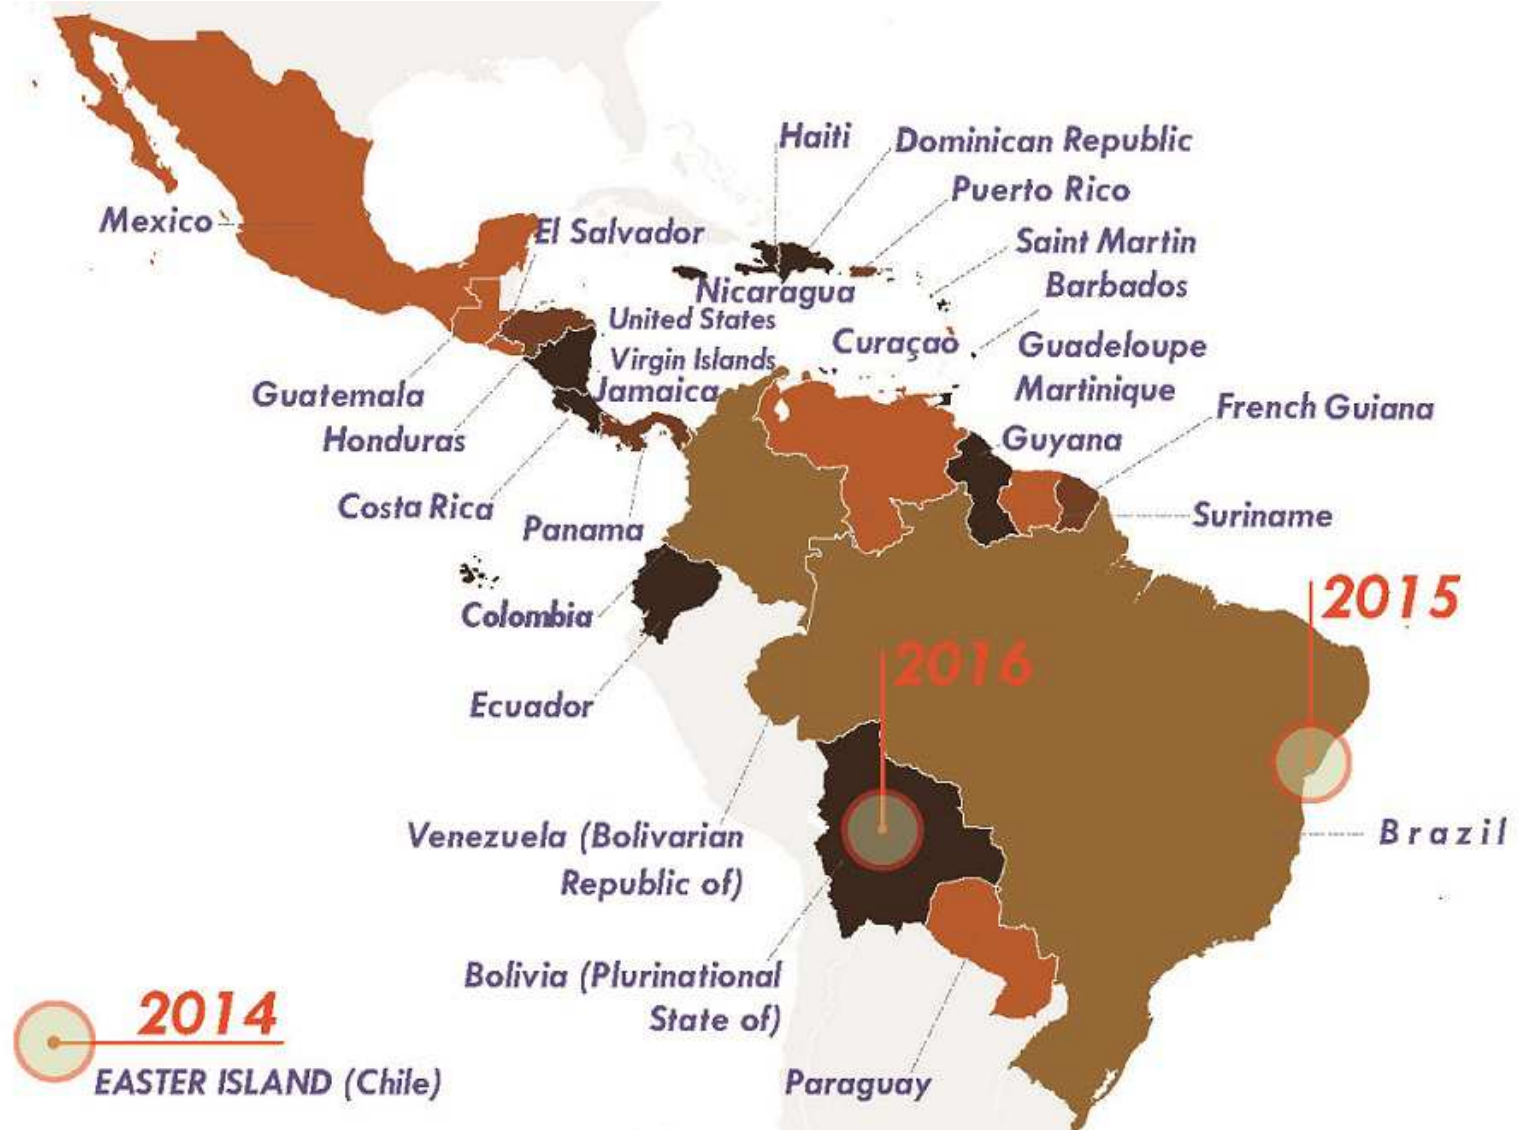 Haiti
Dominican Republic
Puerto Rico
Mexico
El Salvador
Saint Martin
Nicaragua
Barbados
United States
Virgin Islands
Curaçao
Guadeloupe
Martinique
Jamaica
Guatemala
French Guiana
Honduras
Guyana
Costa Rica
Panama
Suriname
2015
Colombia
2016
Ecuador
Venezuela (Bolivarian
Republic of)
Brazil
Bolivia (Plurinational
State of)
2014
EASTER ISLAND (Chile)
Paraguay